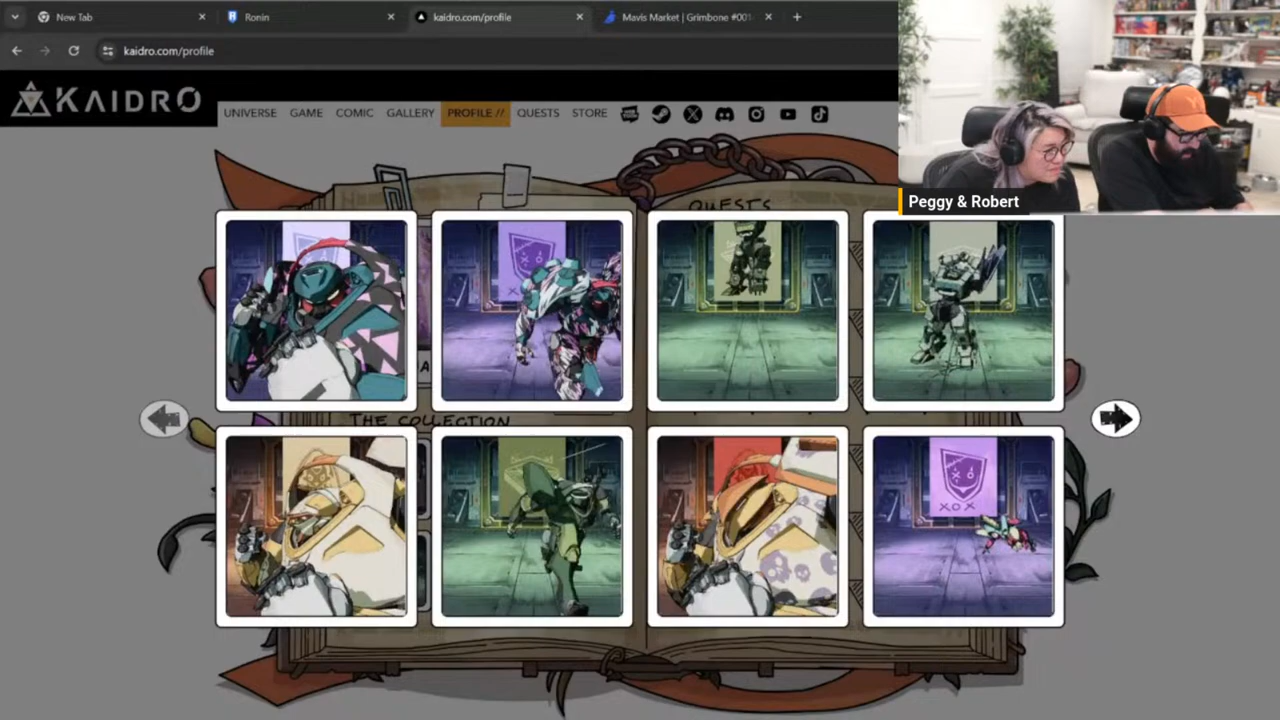 New Tab
Ronin
kaidro.com/profile
Mavis Market | Grimbone #001
kaidro.com/profile
KAIDRO
UNIVERSE GAME COMIC GALLERY PROFILE // QUESTS STORE
Peggy & Robert
QUESTS
THE COLLECTION
XOX